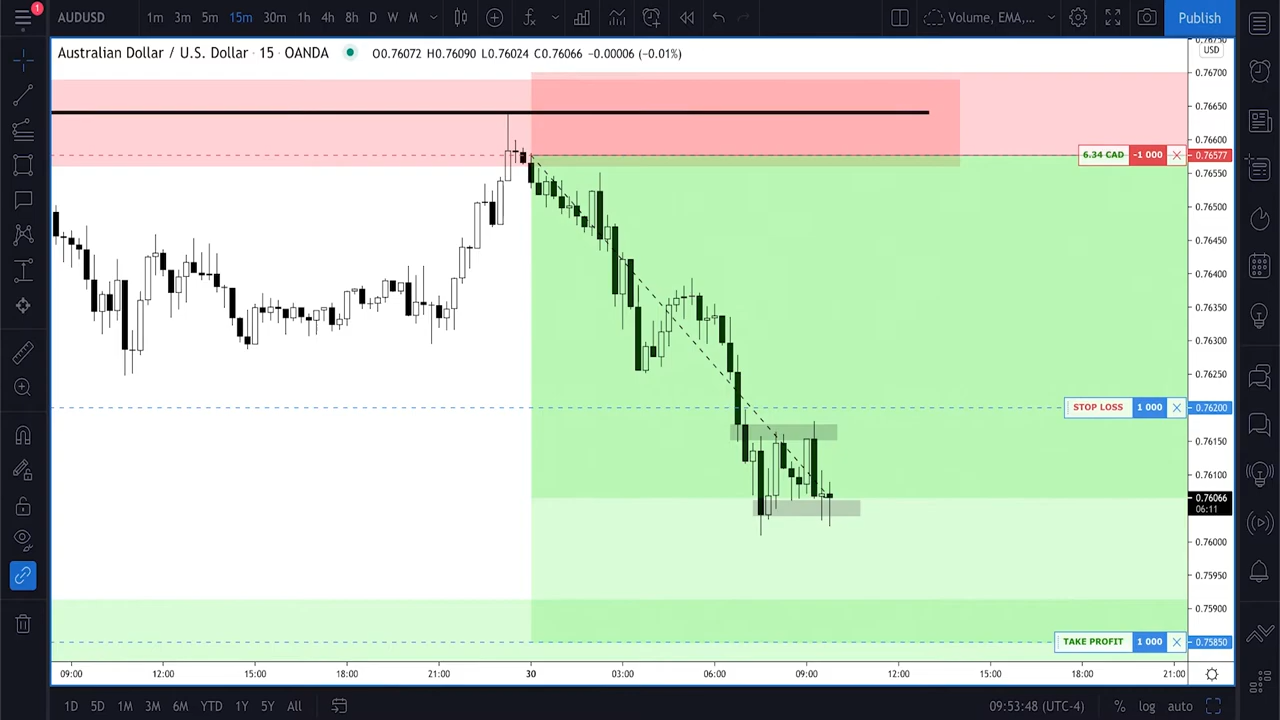 1
AUDUSD
1m 3m 5m 15m 30m 1h 4h 8h D W M
Volume, EMA,...
Publish
Australian Dollar / U.S. Dollar · 15 · OANDA
O0.76072 H0.76090 L0.76024 C0.76066 −0.00006 (−0.01%)
USD
0.76700
0.76650
0.76600
6.34 CAD -1 000 0.76577
0.76550
0.76500
0.76450
0.76400
0.76350
0.76300
0.76250
STOP LOSS 1 000 0.76200
0.76150
0.76100
0.76066
06:11
0.76000
0.75950
0.75900
TAKE PROFIT 1 000 0.75850
09:00 12:00 15:00 18:00 21:00 30 03:00 06:00 09:00 12:00 15:00 18:00 21:00
1D 5D 1M 3M 6M YTD 1Y 5Y All
09:53:48 (UTC-4) % log auto